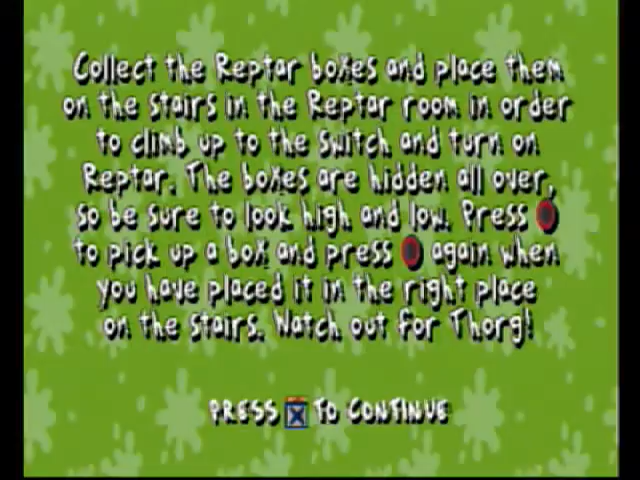 Collect the Reptar boxes and place them
on the stairs in the Reptar room in order
to climb up to the switch and turn on
Reptar. The boxes are hidden all over,
so be sure to look high and low. Press
to pick up a box and press again when
you have placed it in the right place
on the stairs. Watch out for Thorg!
PRESS X TO CONTINUE